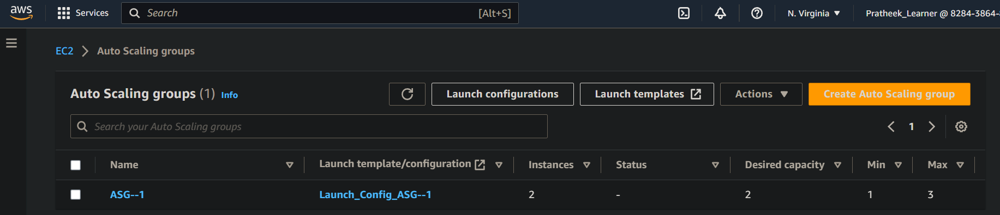 aws Services Search [Alt+S] N. Virginia Pratheek_Learner @ 8284-3864-
EC2 Auto Scaling groups
Auto Scaling groups (1) Info Launch configurations Launch templates Actions Create Auto Scaling group
Search your Auto Scaling groups 1
Name Launch template/configuration Instances Status Desired capacity Min Max
ASG--1 Launch_Config_ASG--1 2 - 2 1 3